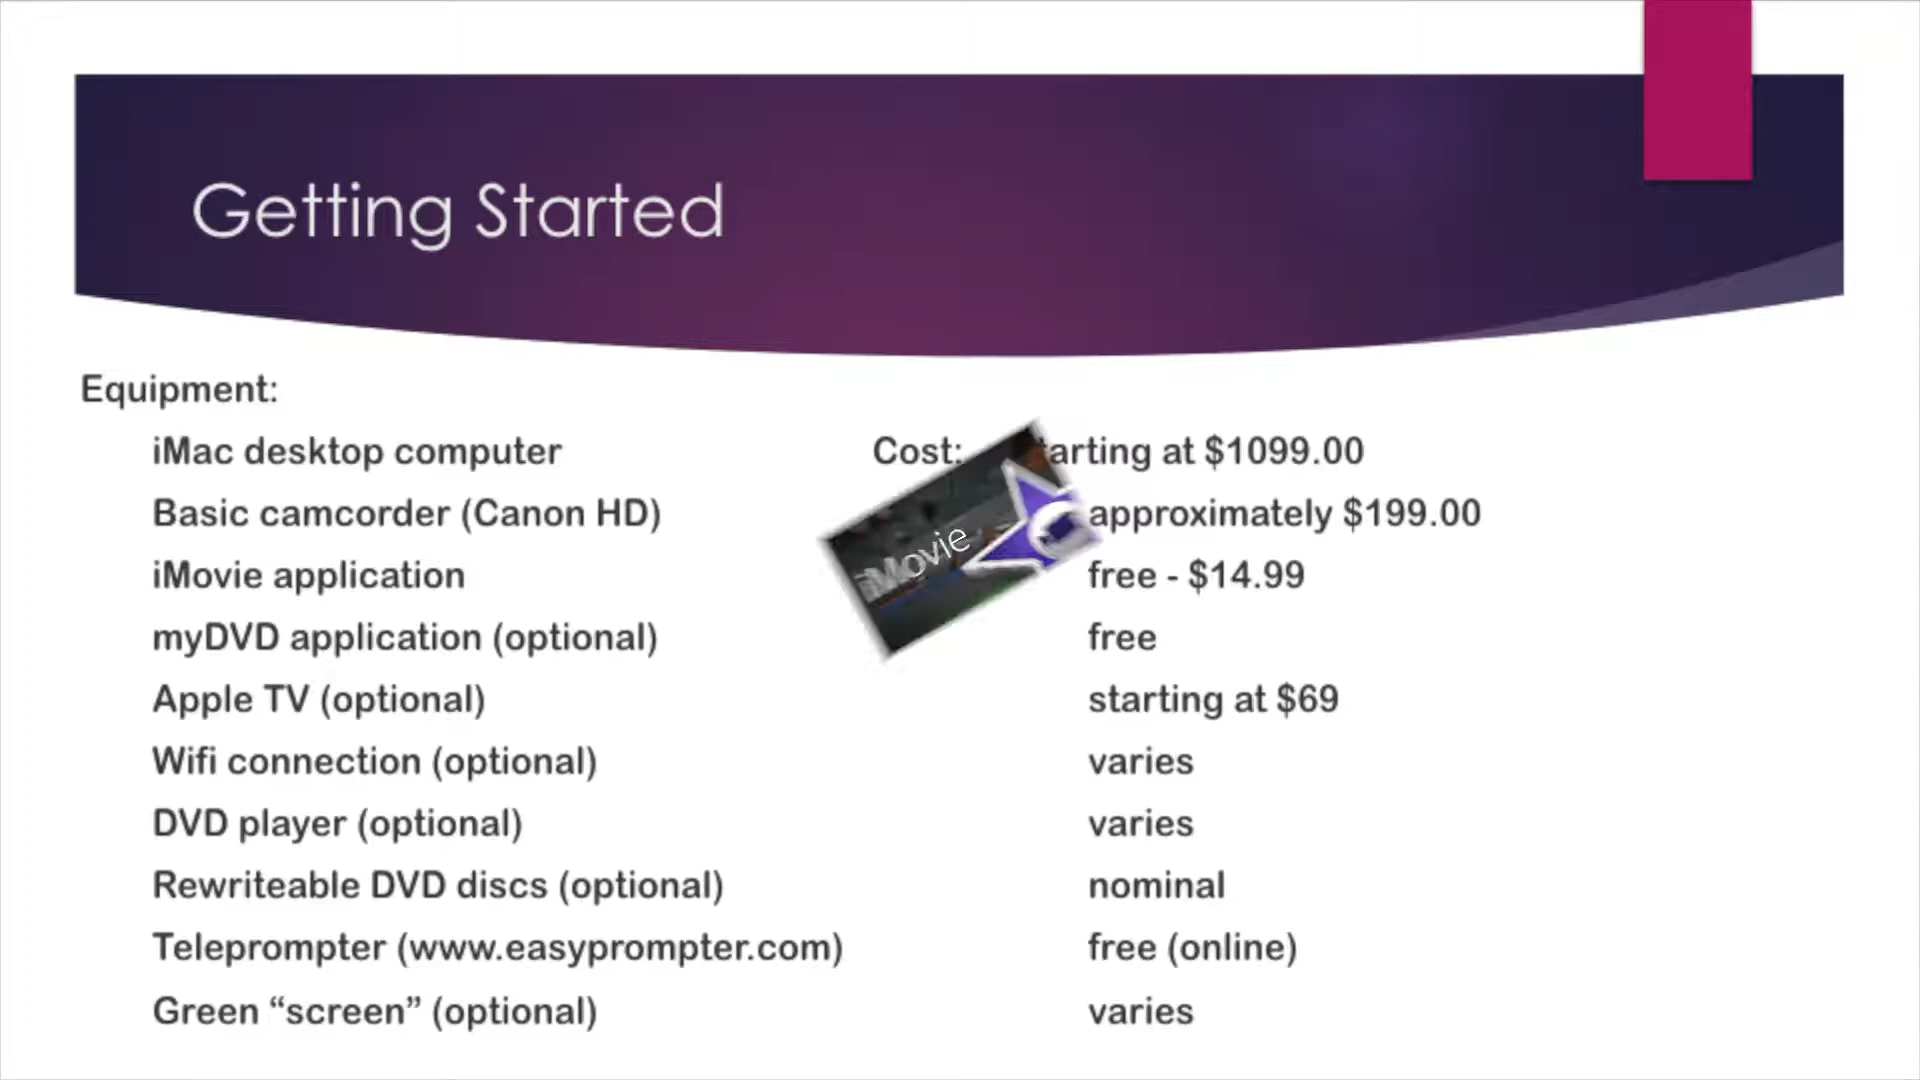 Getting Started
Equipment:
iMac desktop computer Cost: arting at $1099.00
Basic camcorder (Canon HD) approximately $199.00
iMovie
iMovie application free - $14.99
myDVD application (optional) free
Apple TV (optional) starting at $69
Wifi connection (optional) varies
DVD player (optional) varies
Rewriteable DVD discs (optional) nominal
Teleprompter (www.easyprompter.com) free (online)
Green “screen” (optional) varies